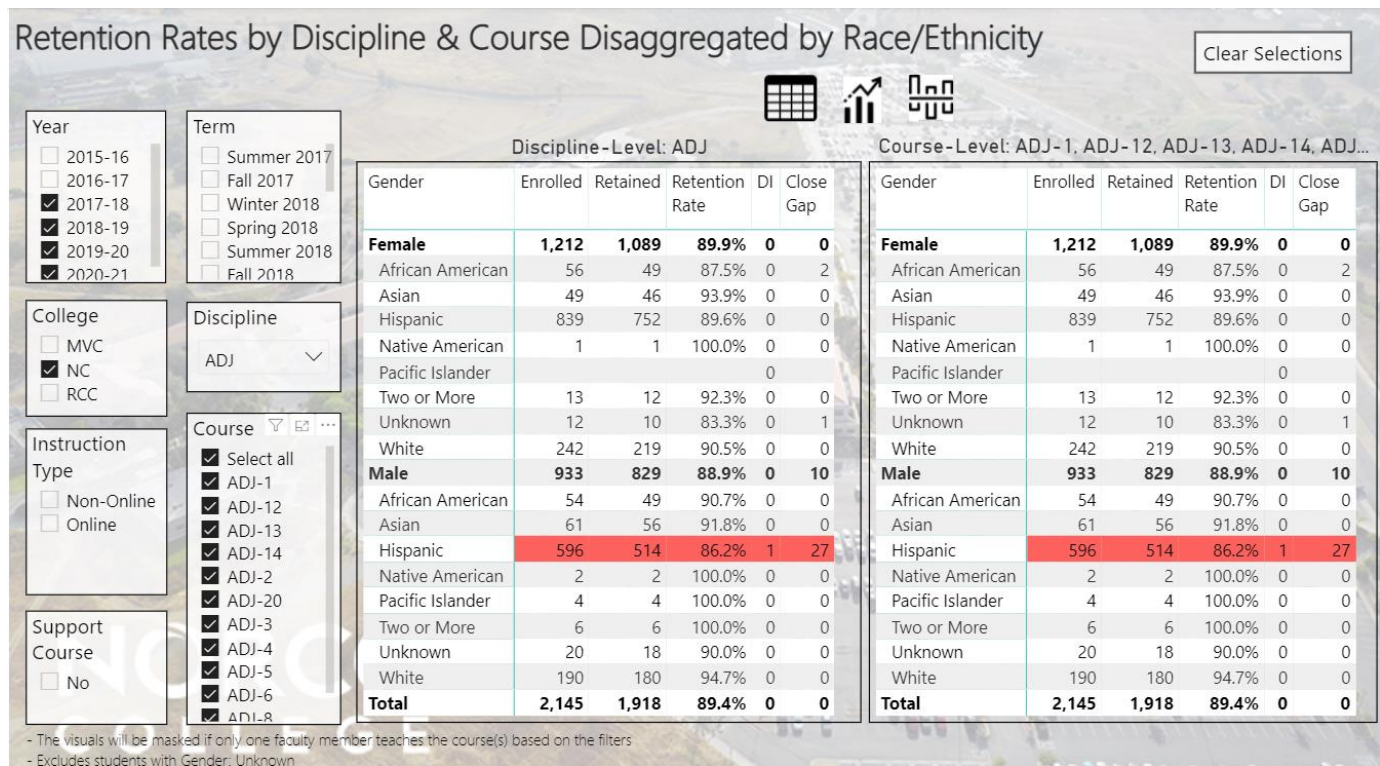 Retention Rates by Discipline & Course Disaggregated by Race/Ethnicity
Clear Selections
Year
2015-16
2016-17
2017-18
2018-19
2019-20
2020-21
Term
Summer 2017
Fall 2017
Winter 2018
Spring 2018
Summer 2018
Fall 2018
College
MVC
NC
RCC
Discipline
ADJ
Instruction
Type
Non-Online
Online
Course
Select all
ADJ-1
ADJ-12
ADJ-13
ADJ-14
ADJ-2
ADJ-20
ADJ-3
ADJ-4
ADJ-5
ADJ-6
ADJ-8
Support
Course
No
Discipline-Level: ADJ
Gender Enrolled Retained Retention Rate DI Close Gap
Female 1,212 1,089 89.9% 0 0
African American 56 49 87.5% 0 2
Asian 49 46 93.9% 0 0
Hispanic 839 752 89.6% 0 0
Native American 1 1 100.0% 0 0
Pacific Islander 0
Two or More 13 12 92.3% 0 0
Unknown 12 10 83.3% 0 1
White 242 219 90.5% 0 0
Male 933 829 88.9% 0 10
African American 54 49 90.7% 0 0
Asian 61 56 91.8% 0 0
Hispanic 596 514 86.2% 1 27
Native American 2 2 100.0% 0 0
Pacific Islander 4 4 100.0% 0 0
Two or More 6 6 100.0% 0 0
Unknown 20 18 90.0% 0 0
White 190 180 94.7% 0 0
Total 2,145 1,918 89.4% 0 0
Course-Level: ADJ-1, ADJ-12, ADJ-13, ADJ-14, ADJ...
Gender Enrolled Retained Retention Rate DI Close Gap
Female 1,212 1,089 89.9% 0 0
African American 56 49 87.5% 0 2
Asian 49 46 93.9% 0 0
Hispanic 839 752 89.6% 0 0
Native American 1 1 100.0% 0 0
Pacific Islander 0
Two or More 13 12 92.3% 0 0
Unknown 12 10 83.3% 0 1
White 242 219 90.5% 0 0
Male 933 829 88.9% 0 10
African American 54 49 90.7% 0 0
Asian 61 56 91.8% 0 0
Hispanic 596 514 86.2% 1 27
Native American 2 2 100.0% 0 0
Pacific Islander 4 4 100.0% 0 0
Two or More 6 6 100.0% 0 0
Unknown 20 18 90.0% 0 0
White 190 180 94.7% 0 0
Total 2,145 1,918 89.4% 0 0
COLLEGE
- The visuals will be masked if only one faculty member teaches the course(s) based on the filters
- Excludes students with Gender: Unknown